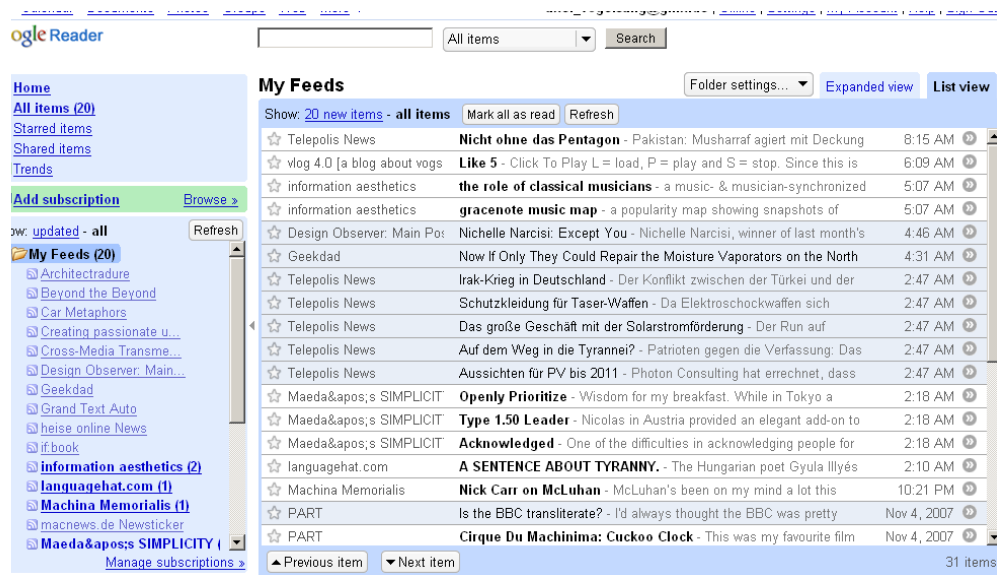 Calendar Documents Photos Groups Web more
| Offline | Settings | My Account | Help | Sign Out
ogle Reader
All items Search
Home
All items (20)
Starred items
Shared items
Trends
Add subscription Browse »
ow: updated - all Refresh
My Feeds (20)
Architectradure
Beyond the Beyond
Car Metaphors
Creating passionate u...
Cross-Media Transme...
Design Observer: Main...
Geekdad
Grand Text Auto
heise online News
if:book
information aesthetics (2)
languagehat.com (1)
Machina Memorialis (1)
macnews.de Newsticker
Maeda&apos;s SIMPLICITY (
Manage subscriptions »
My Feeds Folder settings... Expanded view List view
Show: 20 new items - all items Mark all as read Refresh
Telepolis News Nicht ohne das Pentagon - Pakistan: Musharraf agiert mit Deckung 8:15 AM
vlog 4.0 [a blog about vogs Like 5 - Click To Play L = load, P = play and S = stop. Since this is 6:09 AM
information aesthetics the role of classical musicians - a music- & musician-synchronized 5:07 AM
information aesthetics gracenote music map - a popularity map showing snapshots of 5:07 AM
Design Observer: Main Pos Nichelle Narcisi: Except You - Nichelle Narcisi, winner of last month's 4:46 AM
Geekdad Now If Only They Could Repair the Moisture Vaporators on the North 4:31 AM
Telepolis News Irak-Krieg in Deutschland - Der Konflikt zwischen der Türkei und der 2:47 AM
Telepolis News Schutzkleidung für Taser-Waffen - Da Elektroschockwaffen sich 2:47 AM
Telepolis News Das große Geschäft mit der Solarstromförderung - Der Run auf 2:47 AM
Telepolis News Auf dem Weg in die Tyrannei? - Patrioten gegen die Verfassung: Das 2:47 AM
Telepolis News Aussichten für PV bis 2011 - Photon Consulting hat errechnet, dass 2:47 AM
Maeda&apos;s SIMPLICIT Openly Prioritize - Wisdom for my breakfast. While in Tokyo a 2:18 AM
Maeda&apos;s SIMPLICIT Type 1.50 Leader - Nicolas in Austria provided an elegant add-on to 2:18 AM
Maeda&apos;s SIMPLICIT Acknowledged - One of the difficulties in acknowledging people for 2:18 AM
languagehat.com A SENTENCE ABOUT TYRANNY. - The Hungarian poet Gyula Illyés 2:10 AM
Machina Memorialis Nick Carr on McLuhan - McLuhan's been on my mind a lot this 10:21 PM
PART Is the BBC transliterate? - I'd always thought the BBC was pretty Nov 4, 2007
PART Cirque Du Machinima: Cuckoo Clock - This was my favourite film Nov 4, 2007
Previous item Next item 31 items